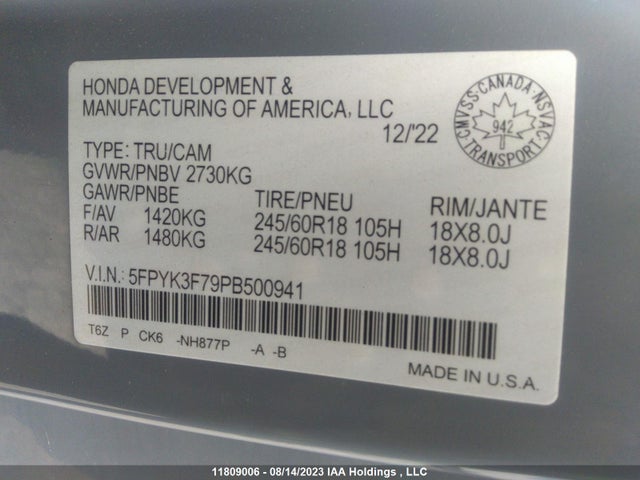 HONDA DEVELOPMENT &
MANUFACTURING OF AMERICA, LLC
12/'22
CMVSS·CANADA·NSVAC
942
TRANSPORT
TYPE: TRU/CAM
GVWR/PNBV 2730KG
GAWR/PNBE TIRE/PNEU RIM/JANTE
F/AV 1420KG 245/60R18 105H 18X8.0J
R/AR 1480KG 245/60R18 105H 18X8.0J
V.I.N.: 5FPYK3F79PB500941
T6Z P CK6 -NH877P -A -B
MADE IN U.S.A.
11809006 - 08/14/2023 IAA Holdings , LLC